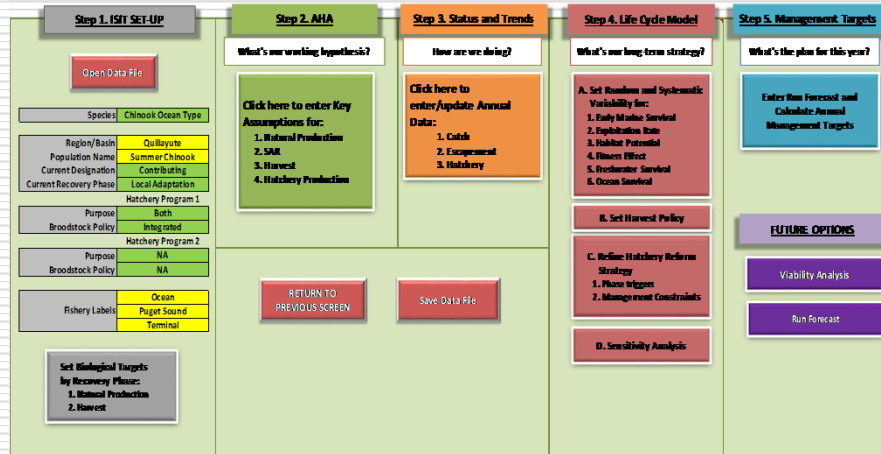 Step 1. ISIT SET-UP
Open Data File
Species Chinook Ocean Type
Region/Basin Quillayute
Population Name Summer Chinook
Current Designation Contributing
Current Recovery Phase Local Adaptation
Hatchery Program 1
Purpose Both
Broodstock Policy Integrated
Hatchery Program 2
Purpose NA
Broodstock Policy NA
Fishery Labels
Ocean
Puget Sound
Terminal
Set Biological Targets
by Recovery Phase:
1. Natural Production
2. Harvest
Step 2. AHA
What's our working hypothesis?
Click here to enter Key
Assumptions for:
1. Natural Production
2. SAR
3. Harvest
4. Hatchery Production
Step 3. Status and Trends
How are we doing?
Click here to
enter/update Annual
Data:
1. Catch
2. Escapement
3. Hatchery
RETURN TO
PREVIOUS SCREEN
Save Data File
Step 4. Life Cycle Model
What's our long-term strategy?
A. Set Random and Systematic
Variability for:
1. Early Marine Survival
2. Exploitation Rate
3. Habitat Potential
4. Fitness Effect
5. Freshwater Survival
6. Ocean Survival
B. Set Harvest Policy
C. Refine Hatchery Reform
Strategy
1. Phase triggers
2. Management Constraints
D. Sensitivity Analysis
Step 5. Management Targets
What's the plan for this year?
Enter Run Forecast and
Calculate Annual
Management Targets
FUTURE OPTIONS
Viability Analysis
Run Forecast